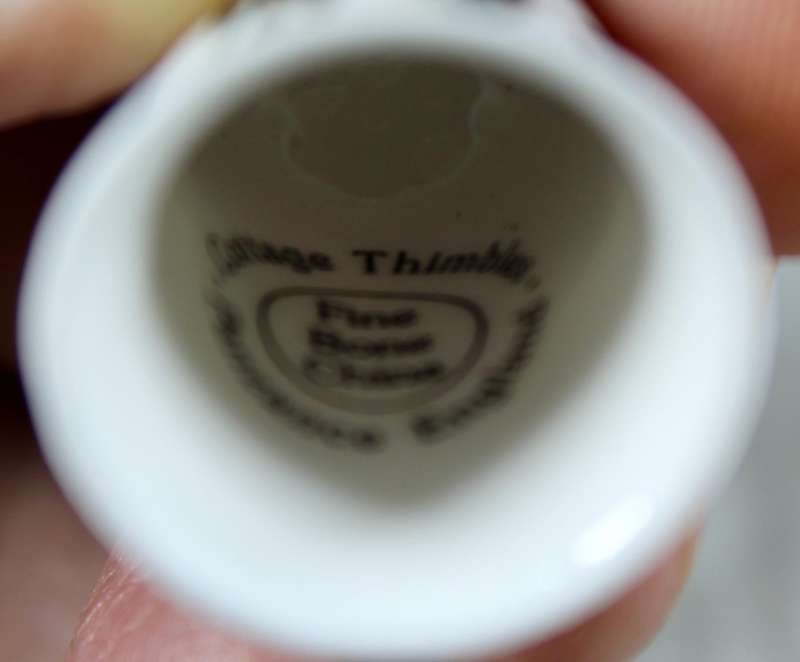 Cottage Thimbles
Fine
Bone
China
England